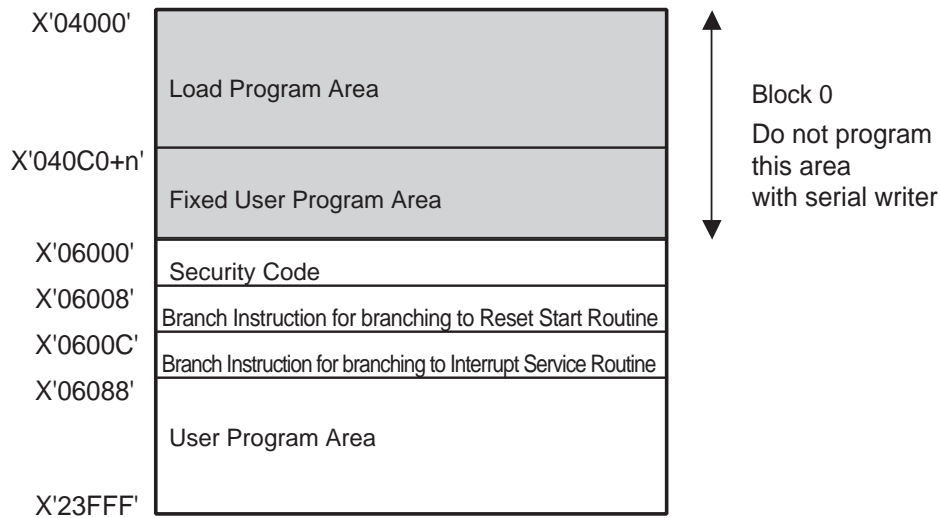 X'04000'
Load Program Area
Block 0
Do not program
this area
with serial writer
X'040C0+n'
Fixed User Program Area
X'06000'
Security Code
X'06008'
Branch Instruction for branching to Reset Start Routine
X'0600C'
Branch Instruction for branching to Interrupt Service Routine
X'06088'
User Program Area
X'23FFF'